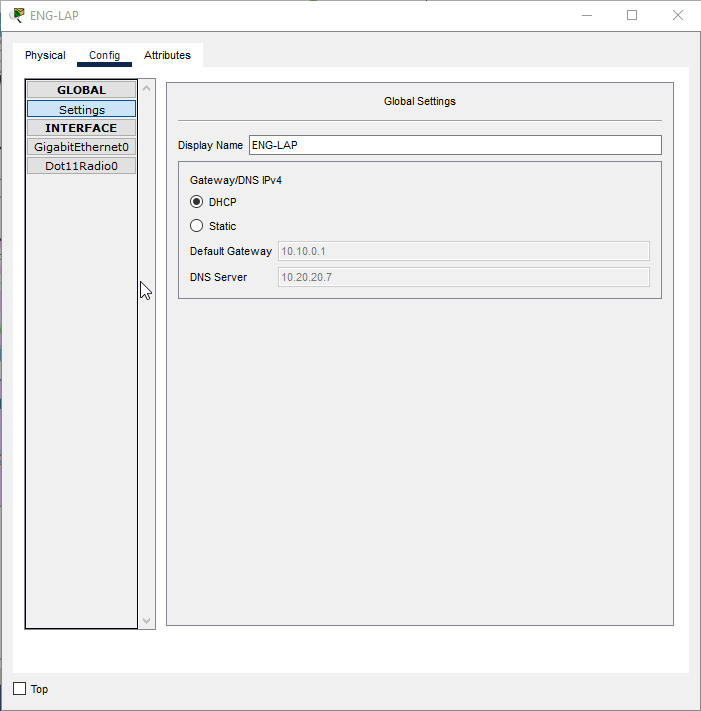 ENG-LAP
Physical Config Attributes
GLOBAL
Settings
INTERFACE
GigabitEthernet0
Dot11Radio0
Global Settings
Display Name ENG-LAP
Gateway/DNS IPv4
DHCP
Static
Default Gateway 10.10.0.1
DNS Server 10.20.20.7
Top